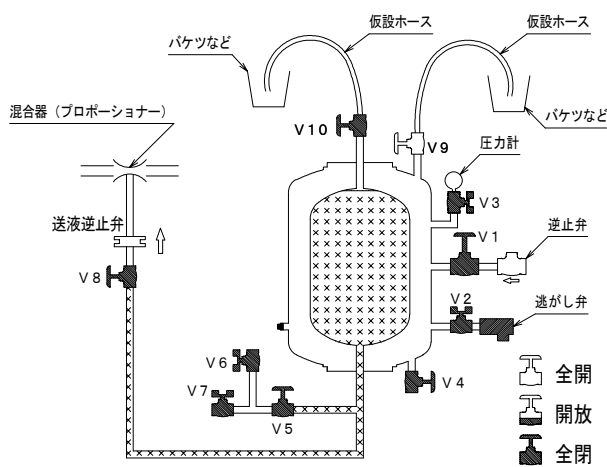 仮設ホース
仮設ホース
バケツなど
混合器（プロポーショナー）
V10
V9
バケツなど
圧力計
V3
送液逆止弁
V1
逆止弁
V8
V2
逃がし弁
V6
V7
V5
V4
全開
開放
全閉